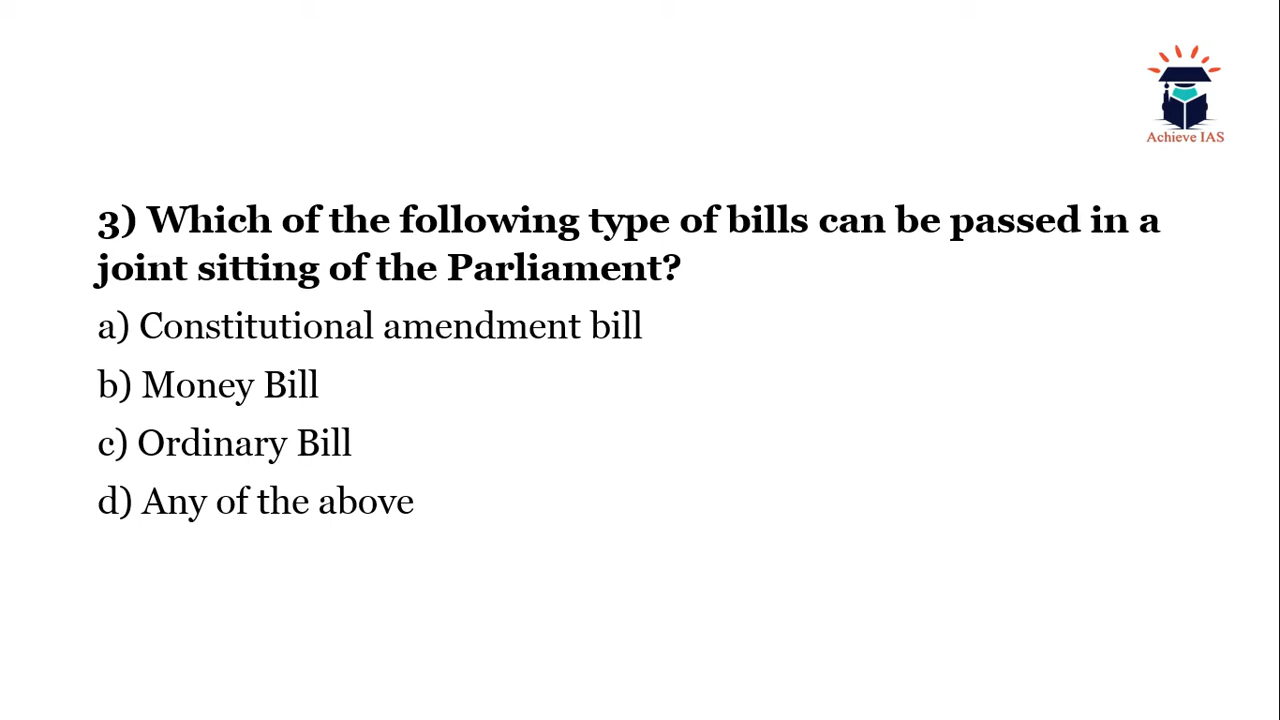 Achieve IAS
3) Which of the following type of bills can be passed in a
joint sitting of the Parliament?
a) Constitutional amendment bill
b) Money Bill
c) Ordinary Bill
d) Any of the above